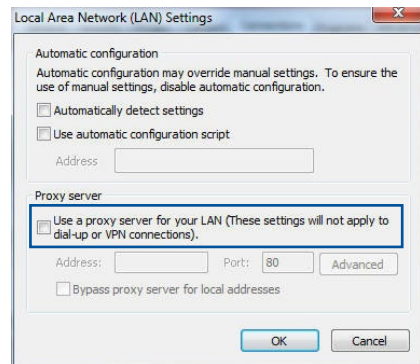 Local Area Network (LAN) Settings
Automatic configuration
Automatic configuration may override manual settings. To ensure the
use of manual settings, disable automatic configuration.
Automatically detect settings
Use automatic configuration script
Address
Proxy server
Use a proxy server for your LAN (These settings will not apply to
dial-up or VPN connections).
Address: Port: 80 Advanced
Bypass proxy server for local addresses
OK Cancel